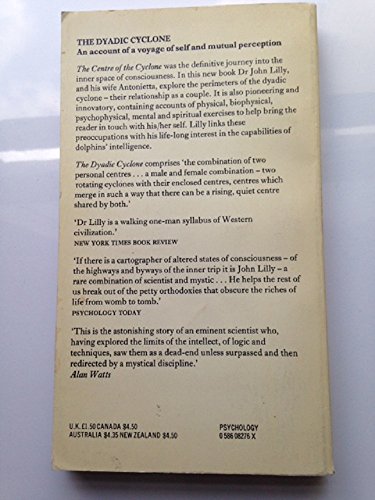 THE DYADIC CYCLONE
An account of a voyage of self and mutual perception
The Centre of the Cyclone was the definitive journey into the
inner space of consciousness. In this new book Dr John Lilly,
and his wife Antonietta, explore the perimeters of the dyadic
cyclone – their relationship as a couple. It is also pioneering and
innovatory, containing accounts of physical, biophysical,
psychophysical, mental and spiritual exercises to help bring the
reader in touch with his/her self. Lilly links these
preoccupations with his life-long interest in the capabilities of
dolphins' intelligence.
The Dyadic Cyclone comprises 'the combination of two
personal centres . . . a male and female combination – two
rotating cyclones with their enclosed centres, centres which
merge in such a way that there can be a rising, quiet centre
shared by both.'
'Dr Lilly is a walking one-man syllabus of Western
civilization.'
NEW YORK TIMES BOOK REVIEW
'If there is a cartographer of altered states of consciousness – of
the highways and byways of the inner trip it is John Lilly – a
rare combination of scientist and mystic . . . He helps the rest of
us break out of the petty orthodoxies that obscure the riches of
life from womb to tomb.'
PSYCHOLOGY TODAY
'This is the astonishing story of an eminent scientist who,
having explored the limits of the intellect, of logic and
techniques, saw them as a dead-end unless surpassed and then
redirected by a mystical discipline.'
Alan Watts
U.K. £1.50 CANADA $4.50 PSYCHOLOGY
AUSTRALIA $4.35 NEW ZEALAND $4.50 0 586 08276 X